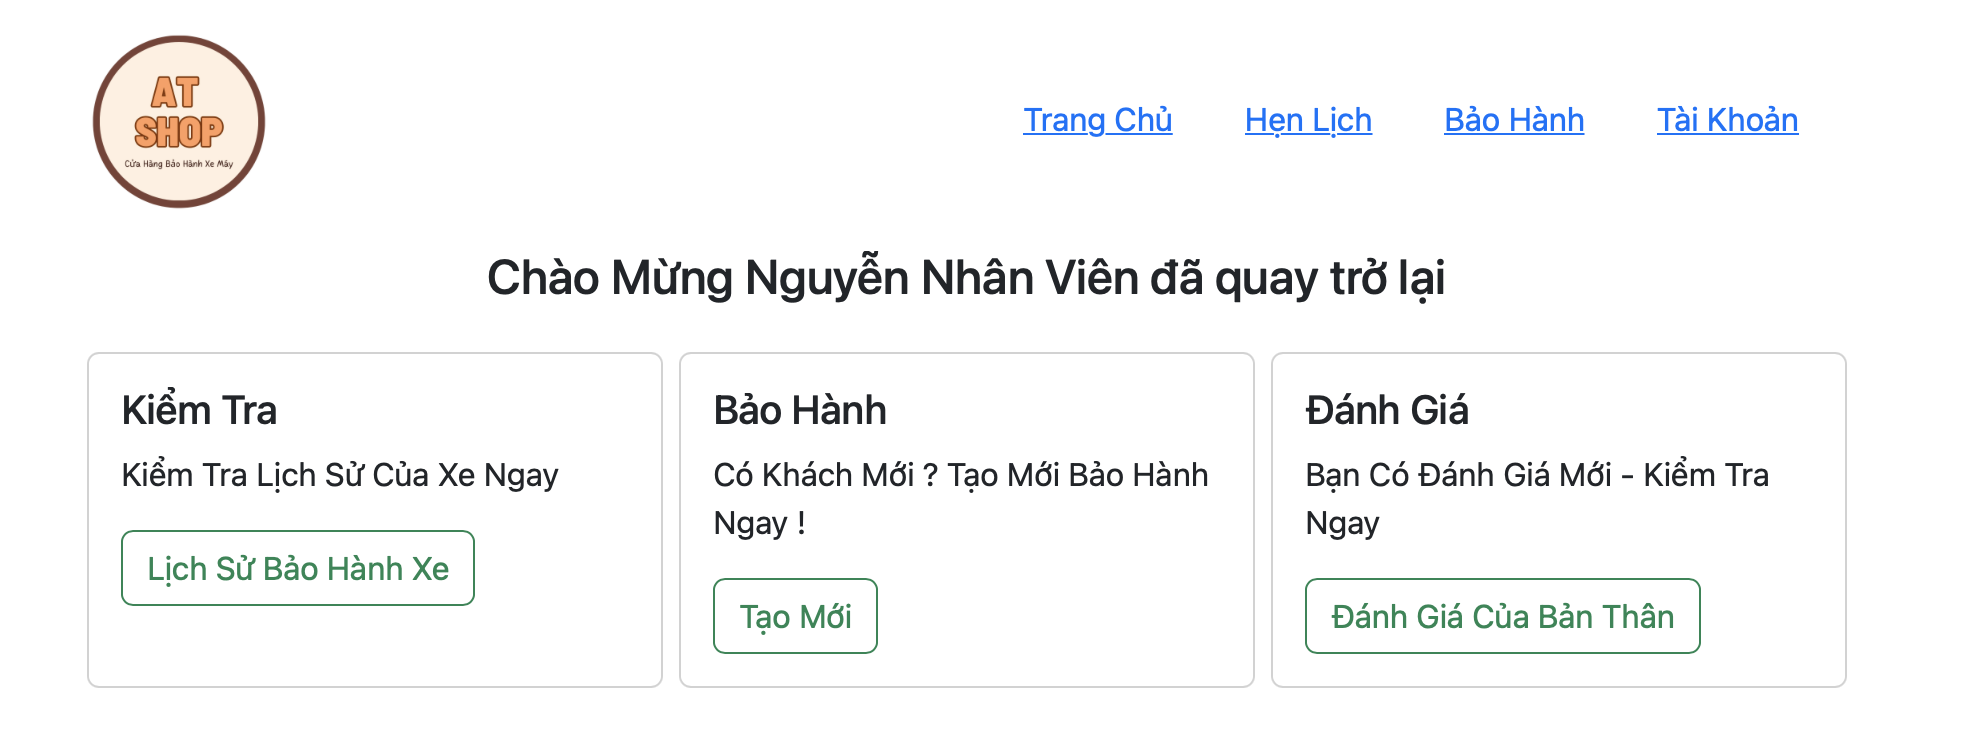 AT
SHOP
Cửa Hàng Bảo Hành Xe Máy
Trang Chủ
Hẹn Lịch
Bảo Hành
Tài Khoản
Chào Mừng Nguyễn Nhân Viên đã quay trở lại
Kiểm Tra
Kiểm Tra Lịch Sử Của Xe Ngay
Lịch Sử Bảo Hành Xe
Bảo Hành
Có Khách Mới ? Tạo Mới Bảo Hành
Ngay !
Tạo Mới
Đánh Giá
Bạn Có Đánh Giá Mới - Kiểm Tra
Ngay
Đánh Giá Của Bản Thân